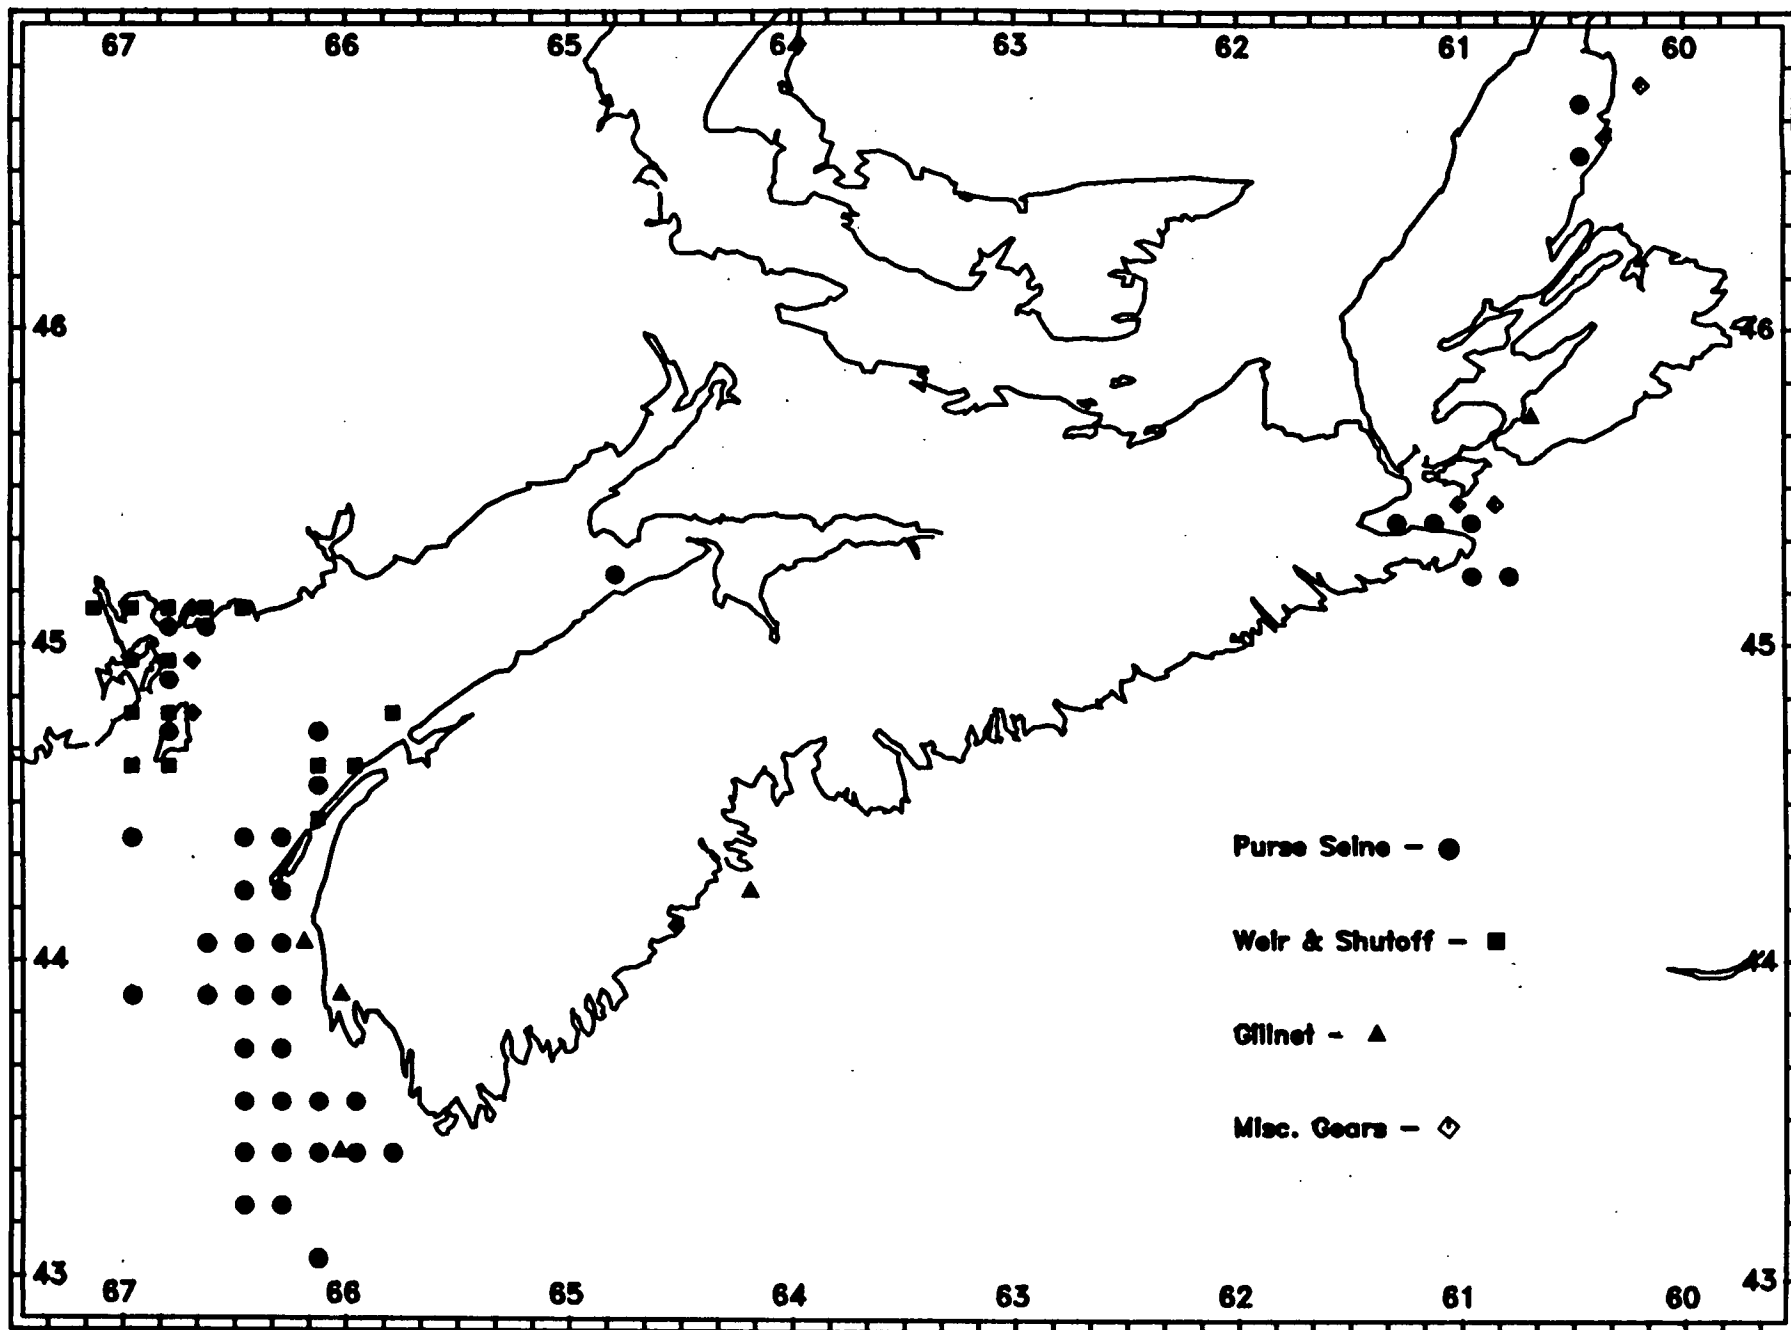 67 66 65 64 63 62 61 60
46 46
45 45
Purse Seine -
Weir & Shutoff -
44 44
Gillnet -
Misc. Gears -
43 43
67 66 65 64 63 62 61 60